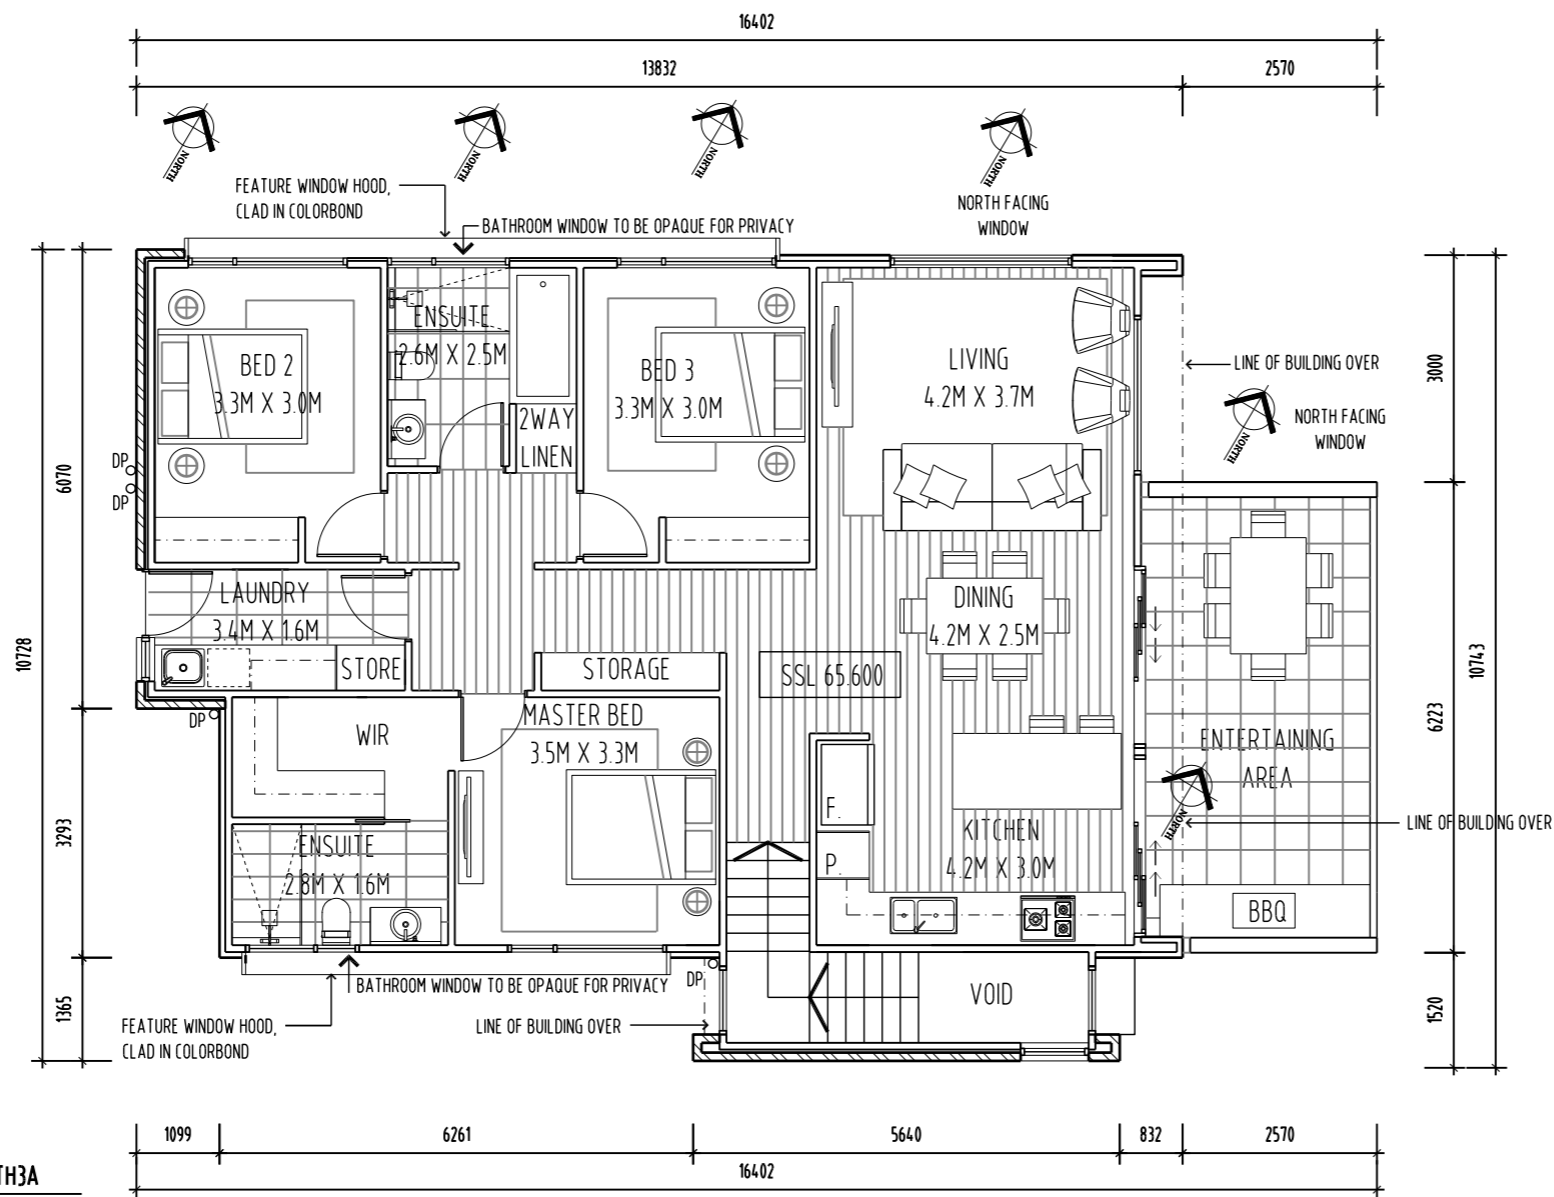 16402
13832
2570
NORTH
NORTH
NORTH
NORTH
FEATURE WINDOW HOOD,
CLAD IN COLORBOND
BATHROOM WINDOW TO BE OPAQUE FOR PRIVACY
NORTH FACING
WINDOW
ENSUITE
2.6M X 2.5M
BED 2
3.3M X 3.0M
BED 3
3.3M X 3.0M
LIVING
4.2M X 3.7M
LINE OF BUILDING OVER
3000
NORTH
NORTH FACING
WINDOW
2WAY
LINEN
DP
DP
6070
10728
LAUNDRY
3.4M X 1.6M
STORE
STORAGE
DINING
4.2M X 2.5M
SSL 65.600
10743
6223
DP
WIR
MASTER BED
3.5M X 3.3M
ENTERTAINING
AREA
NORTH
LINE OF BUILDING OVER
F.
P.
KITCHEN
4.2M X 3.0M
3293
ENSUITE
2.8M X 1.6M
BBQ
BATHROOM WINDOW TO BE OPAQUE FOR PRIVACY
DP
VOID
1365
1520
FEATURE WINDOW HOOD,
CLAD IN COLORBOND
LINE OF BUILDING OVER
1099
6261
5640
832
2570
16402
TH3A